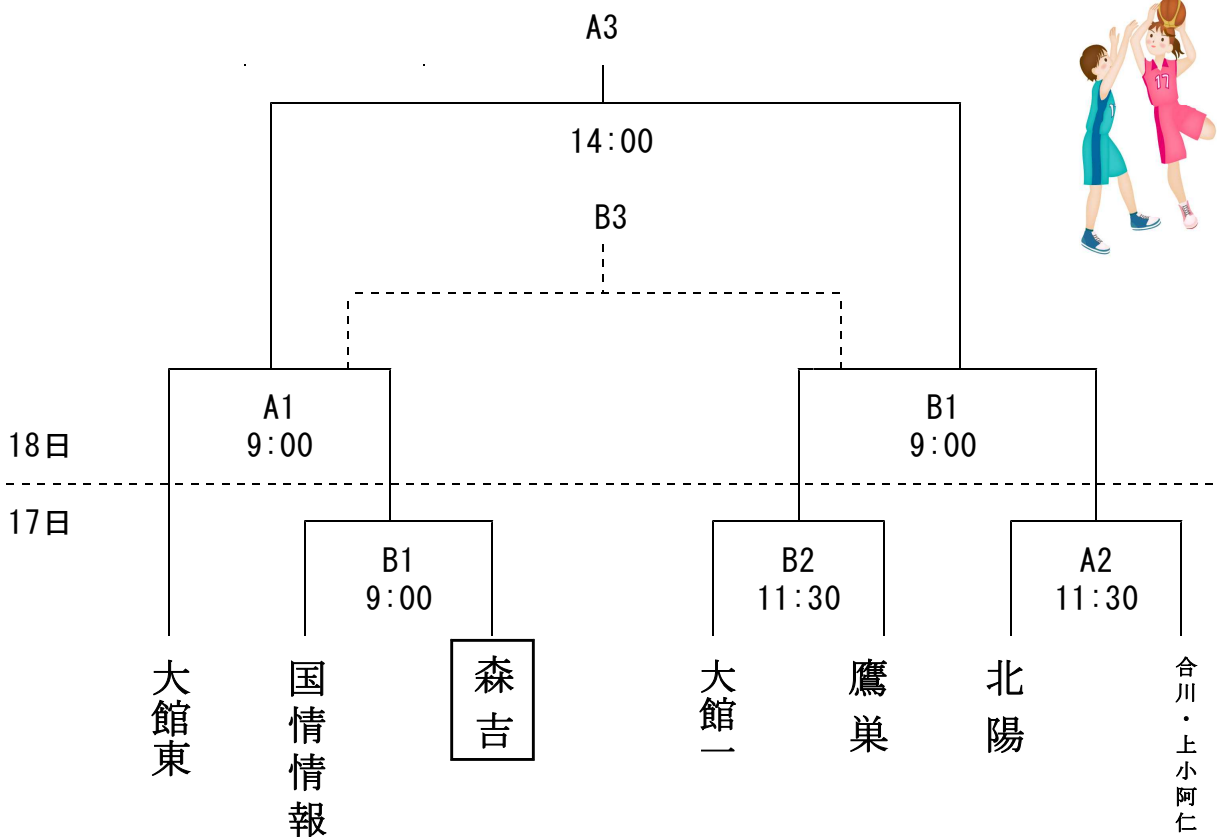 A3
14:00
B3
A1
9:00
B1
9:00
18日
17日
B1
9:00
B2
11:30
A2
11:30
大館東
国情情報
森吉
大館一
鷹巣
北陽
合川・上小阿仁
17
1